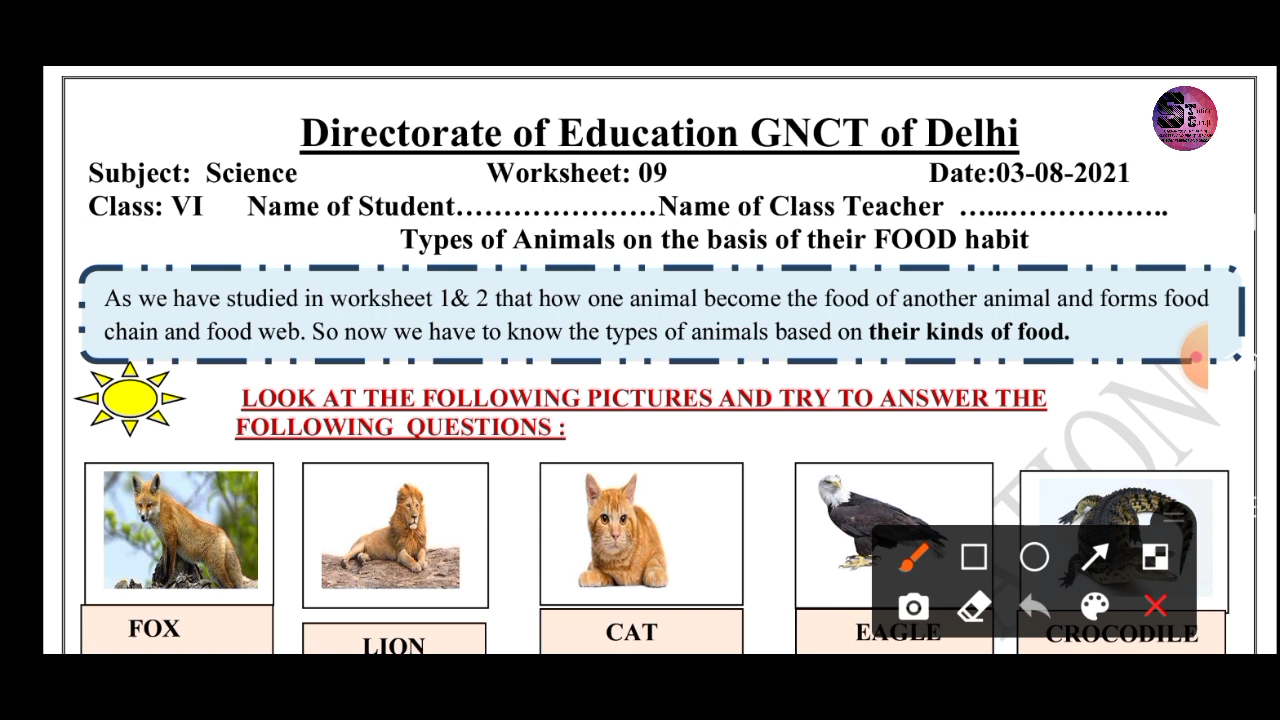 Directorate of Education GNCT of Delhi
Subject: Science Worksheet: 09 Date:03-08-2021
Class: VI Name of Student………………….Name of Class Teacher …...……………..
Types of Animals on the basis of their FOOD habit
As we have studied in worksheet 1& 2 that how one animal become the food of another animal and forms food
chain and food web. So now we have to know the types of animals based on their kinds of food.
LOOK AT THE FOLLOWING PICTURES AND TRY TO ANSWER THE
FOLLOWING QUESTIONS :
FOX
LION
CAT
EAGLE
CROCODILE